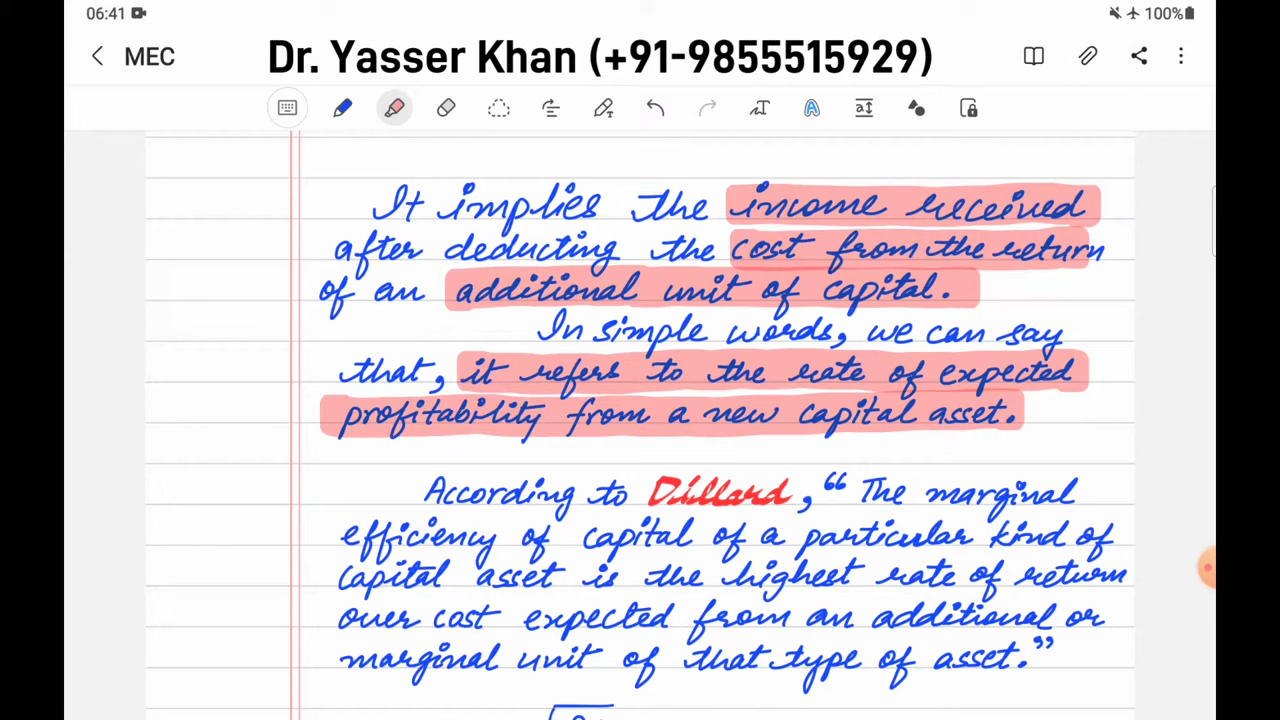 06:41
100%
MEC
Dr. Yasser Khan (+91-9855515929)
It implies the income received
after deducting the cost from the return
of an additional unit of capital.
In simple words, we can say
that, it refers to the rate of expected
profitability from a new capital asset.
According to Dillard, “ The marginal
efficiency of capital of a particular kind of
capital asset is the highest rate of return
over cost expected from an additional or
marginal unit of that type of asset.”